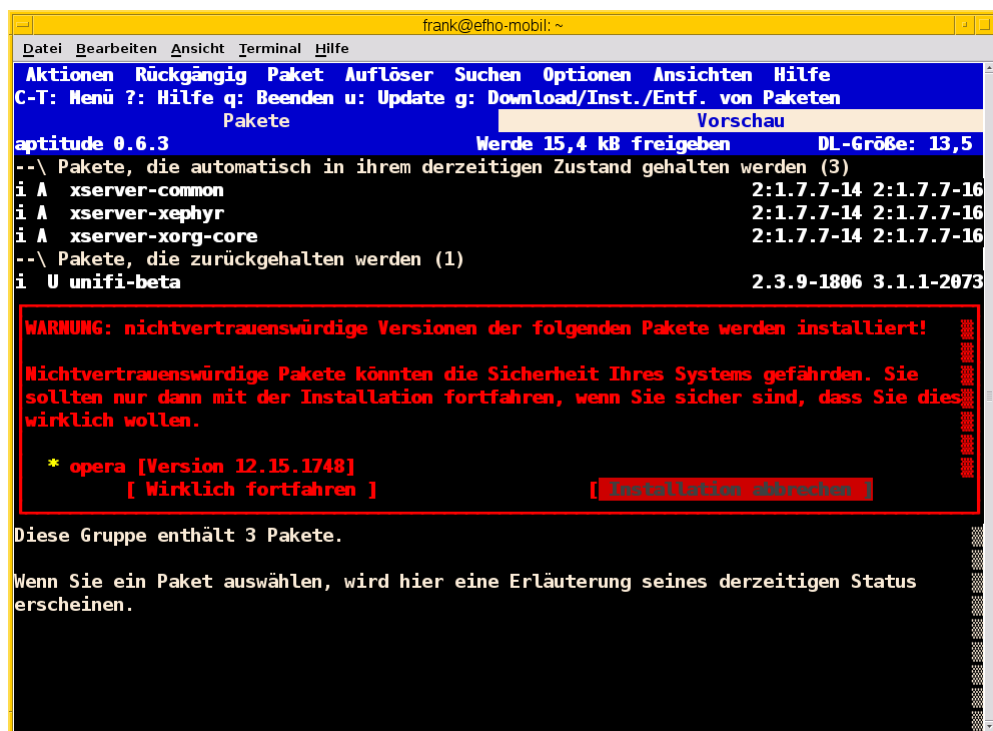 frank@efho-mobil: ~
Datei Bearbeiten Ansicht Terminal Hilfe
Aktionen Rückgängig Paket Auflöser Suchen Optionen Ansichten Hilfe
C-T: Menü ?: Hilfe q: Beenden u: Update g: Download/Inst./Entf. von Paketen
Pakete Vorschau
aptitude 0.6.3 Werde 15,4 kB freigeben DL-Größe: 13,5
--\ Pakete, die automatisch in ihrem derzeitigen Zustand gehalten werden (3)
i A xserver-common 2:1.7.7-14 2:1.7.7-16
i A xserver-xephyr 2:1.7.7-14 2:1.7.7-16
i A xserver-xorg-core 2:1.7.7-14 2:1.7.7-16
--\ Pakete, die zurückgehalten werden (1)
i U unifi-beta 2.3.9-1806 3.1.1-2073
WARNUNG: nichtvertrauenswürdige Versionen der folgenden Pakete werden installiert!
Nichtvertrauenswürdige Pakete könnten die Sicherheit Ihres Systems gefährden. Sie
sollten nur dann mit der Installation fortfahren, wenn Sie sicher sind, dass Sie dies
wirklich wollen.
* opera [Version 12.15.1748]
[ Wirklich fortfahren ] [ Installation abbrechen ]
Diese Gruppe enthält 3 Pakete.
Wenn Sie ein Paket auswählen, wird hier eine Erläuterung seines derzeitigen Status
erscheinen.